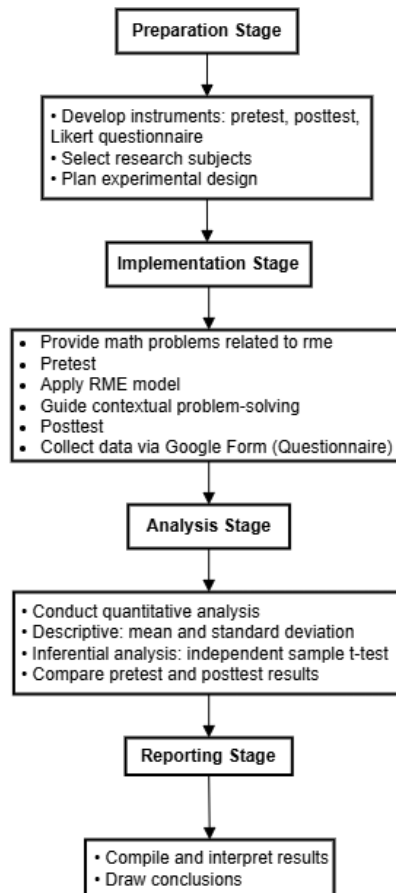 Preparation Stage
• Develop instruments: pretest, posttest,
Likert questionnaire
• Select research subjects
• Plan experimental design
Implementation Stage
• Provide math problems related to rme
• Pretest
• Apply RME model
• Guide contextual problem-solving
• Posttest
• Collect data via Google Form (Questionnaire)
Analysis Stage
• Conduct quantitative analysis
• Descriptive: mean and standard deviation
• Inferential analysis: independent sample t-test
• Compare pretest and posttest results
Reporting Stage
• Compile and interpret results
• Draw conclusions